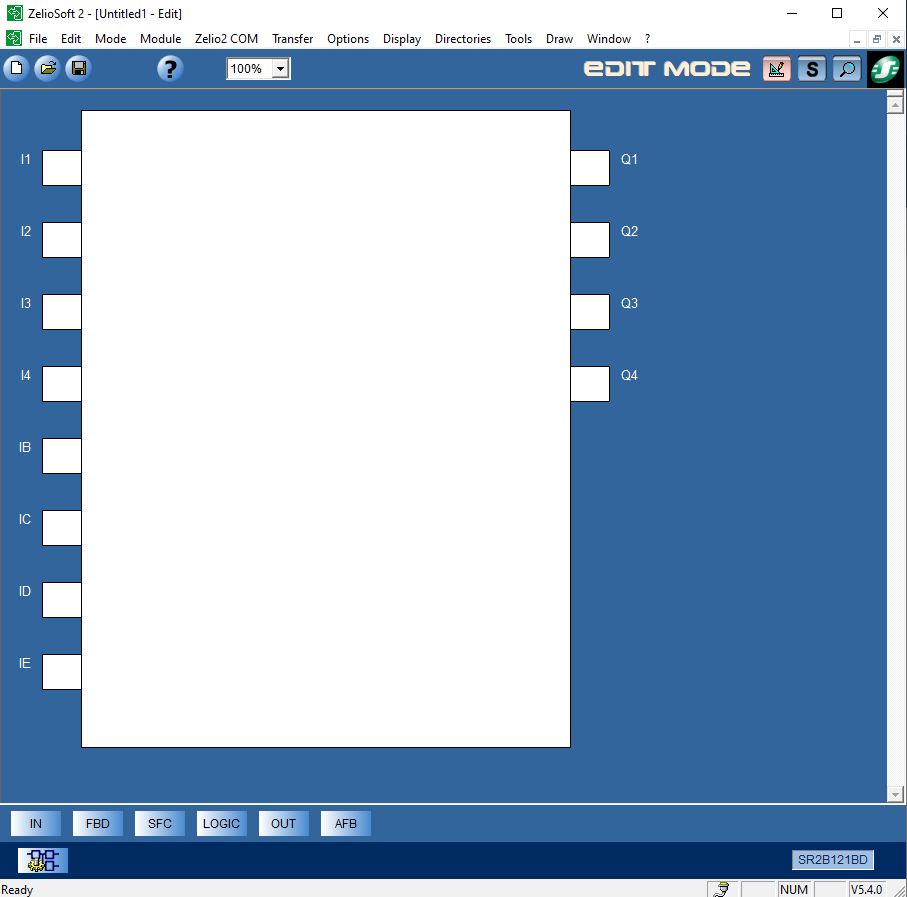 ZelioSoft 2 - [Untitled1 - Edit]
File Edit Mode Module Zelio2 COM Transfer Options Display Directories Tools Draw Window ?
? 100% EDIT MODE S
I1 Q1
I2 Q2
I3 Q3
I4 Q4
IB
IC
ID
IE
IN FBD SFC LOGIC OUT AFB
SR2B121BD
Ready NUM V5.4.0